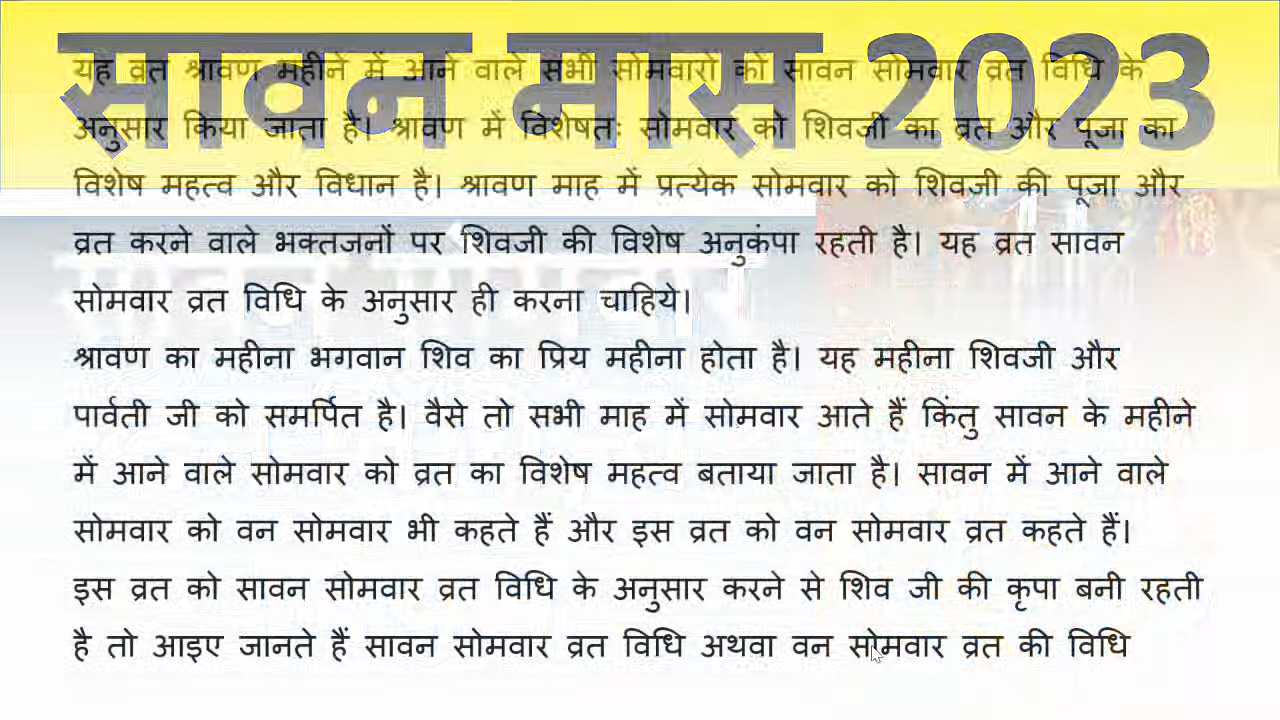 सावन मास 2023
यह व्रत श्रावण महीने में आने वाले सभी सोमवारों को सावन सोमवार व्रत विधि के
अनुसार किया जाता है। श्रावण में विशेषतः सोमवार को शिवजी का व्रत और पूजा का
विशेष महत्व और विधान है। श्रावण माह में प्रत्येक सोमवार को शिवजी की पूजा और
व्रत करने वाले भक्तजनों पर शिवजी की विशेष अनुकंपा रहती है। यह व्रत सावन
सोमवार व्रत विधि के अनुसार ही करना चाहिये।
श्रावण का महीना भगवान शिव का प्रिय महीना होता है। यह महीना शिवजी और
पार्वती जी को समर्पित है। वैसे तो सभी माह में सोमवार आते हैं किंतु सावन के महीने
में आने वाले सोमवार को व्रत का विशेष महत्व बताया जाता है। सावन में आने वाले
सोमवार को वन सोमवार भी कहते हैं और इस व्रत को वन सोमवार व्रत कहते हैं।
इस व्रत को सावन सोमवार व्रत विधि के अनुसार करने से शिव जी की कृपा बनी रहती
है तो आइए जानते हैं सावन सोमवार व्रत विधि अथवा वन सोमवार व्रत की विधि